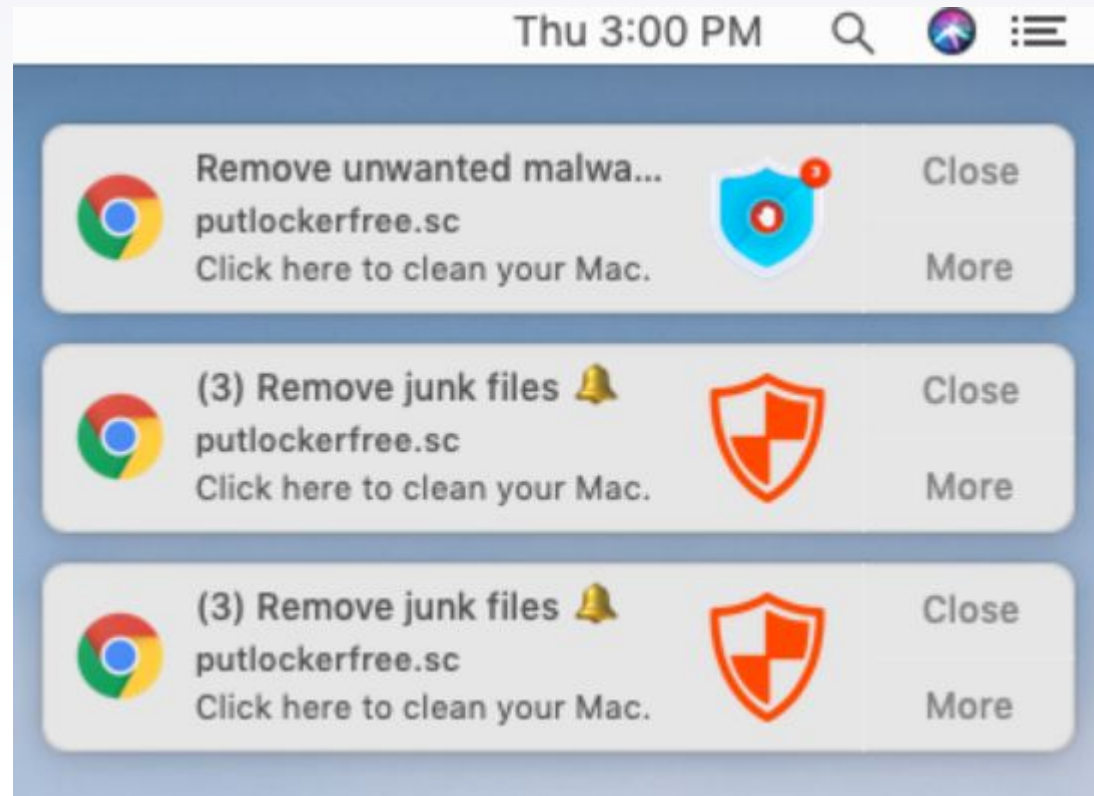 Thu 3:00 PM
Remove unwanted malwa...
putlockerfree.sc
Click here to clean your Mac.
3
Close
More
(3) Remove junk files 🔔
putlockerfree.sc
Click here to clean your Mac.
Close
More
(3) Remove junk files 🔔
putlockerfree.sc
Click here to clean your Mac.
Close
More